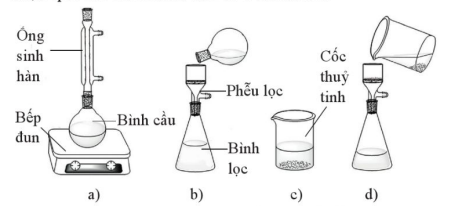 Ống
sinh
hàn
Bếp
đun
Bình cầu
Phễu lọc
Bình
lọc
Cốc
thuỷ
tinh
a)
b)
c)
d)